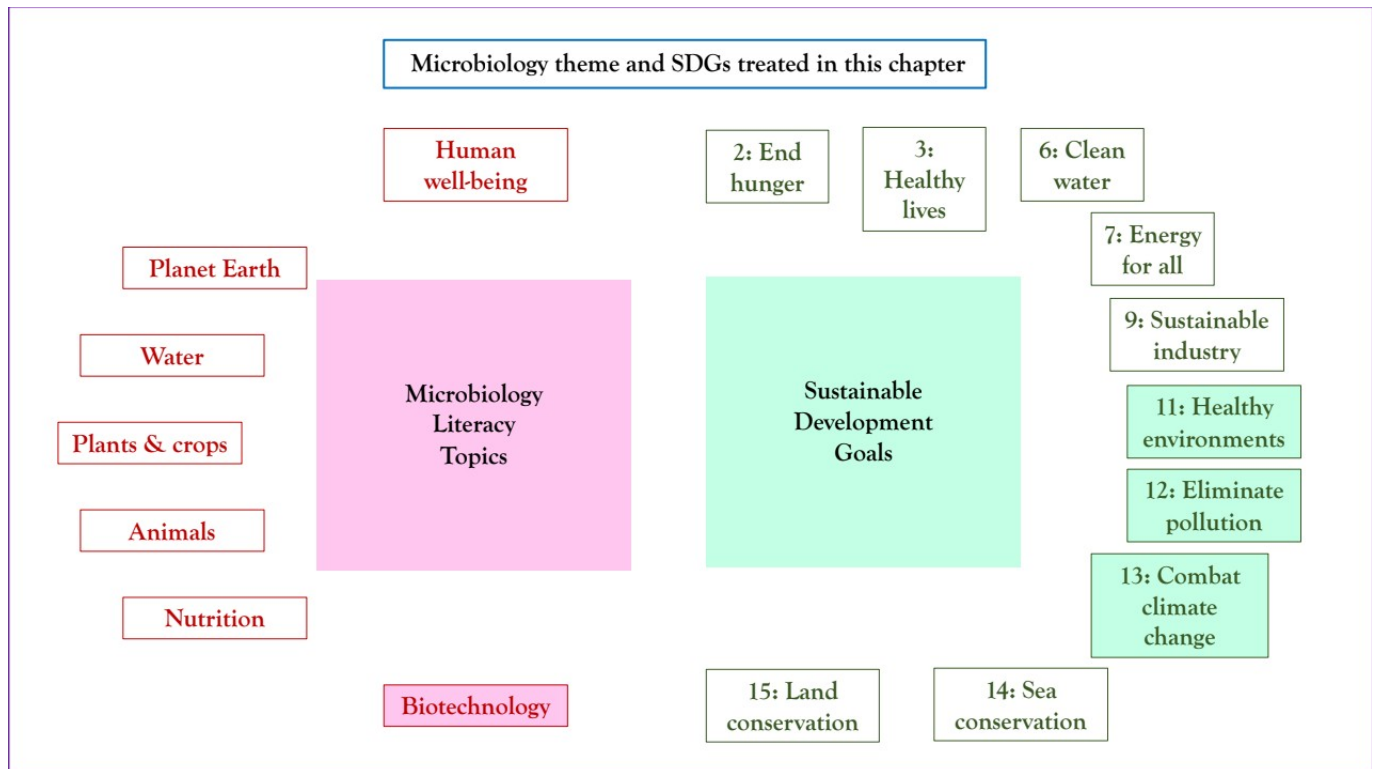 Microbiology theme and SDGs treated in this chapter
Human
well-being
Planet Earth
Water
Plants & crops
Animals
Nutrition
Biotechnology
Microbiology
Literacy
Topics
Sustainable
Development
Goals
2: End
hunger
3:
Healthy
lives
6: Clean
water
7: Energy
for all
9: Sustainable
industry
11: Healthy
environments
12: Eliminate
pollution
13: Combat
climate
change
14: Sea
conservation
15: Land
conservation